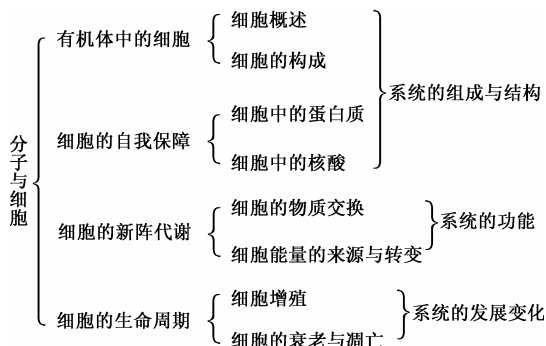 分子与细胞
有机体中的细胞
细胞概述
细胞的构成
系统的组成与结构
细胞的自我保障
细胞中的蛋白质
细胞中的核酸
细胞的新阵代谢
细胞的物质交换
细胞能量的来源与转变
系统的功能
细胞的生命周期
细胞增殖
细胞的衰老与凋亡
系统的发展变化